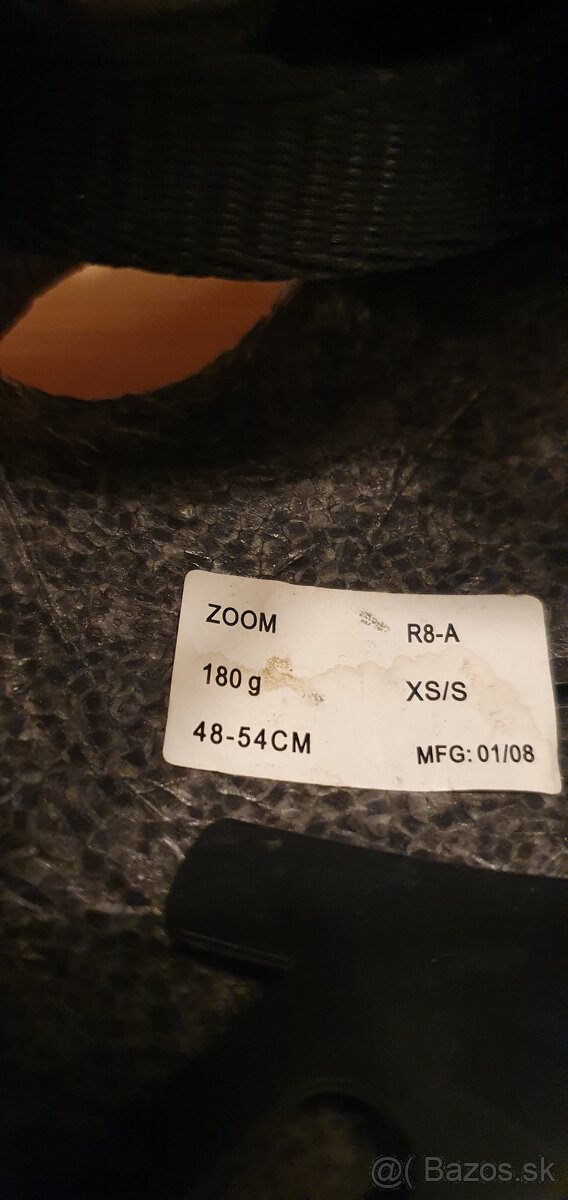 ZOOM R8-A
180 g XS/S
48-54CM MFG: 01/08
@( Bazos.sk